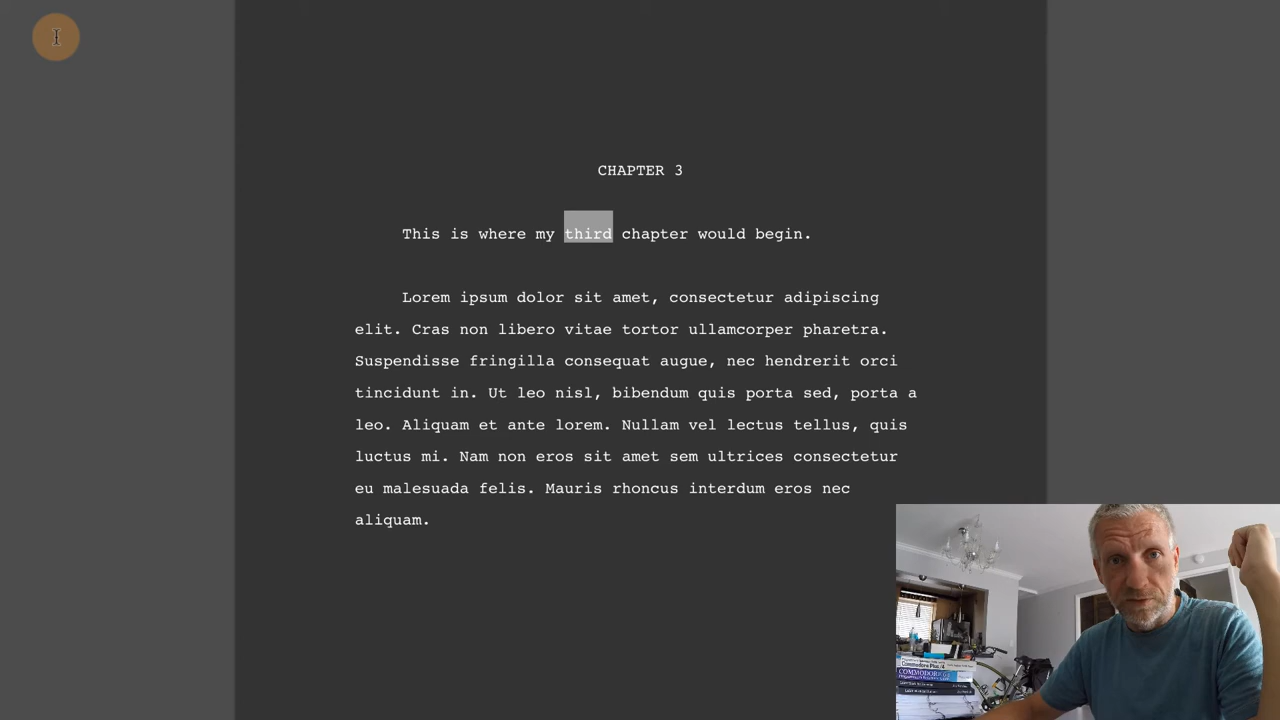 CHAPTER 3
This is where my third chapter would begin.
Lorem ipsum dolor sit amet, consectetur adipiscing
elit. Cras non libero vitae tortor ullamcorper pharetra.
Suspendisse fringilla consequat augue, nec hendrerit orci
tincidunt in. Ut leo nisl, bibendum quis porta sed, porta a
leo. Aliquam et ante lorem. Nullam vel lectus tellus, quis
luctus mi. Nam non eros sit amet sem ultrices consectetur
eu malesuada felis. Mauris rhoncus interdum eros nec
aliquam.